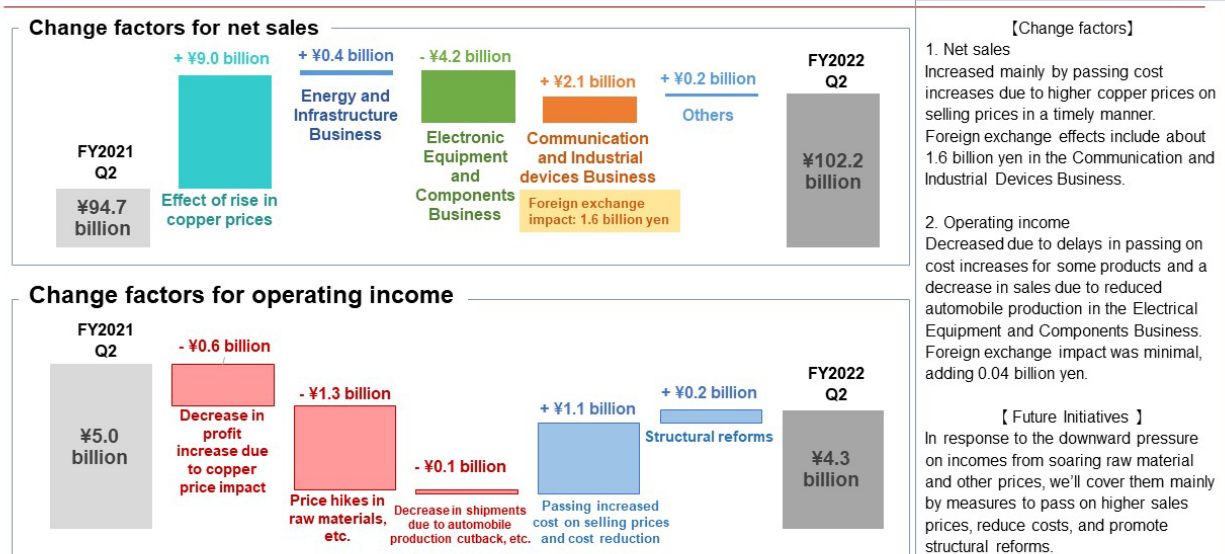 Change factors for net sales
FY2021
Q2
¥94.7
billion
+ ¥9.0 billion
Effect of rise in
copper prices
+ ¥0.4 billion
Energy and
Infrastructure
Business
- ¥4.2 billion
Electronic
Equipment
and
Components
Business
+ ¥2.1 billion
Communication
and Industrial
devices Business
Foreign exchange
impact: 1.6 billion yen
+ ¥0.2 billion
Others
FY2022
Q2
¥102.2
billion
Change factors for operating income
FY2021
Q2
¥5.0
billion
- ¥0.6 billion
Decrease in
profit
increase due
to copper
price impact
- ¥1.3 billion
Price hikes in
raw materials,
etc.
- ¥0.1 billion
Decrease in shipments
due to automobile
production cutback, etc.
+ ¥1.1 billion
Passing increased
cost on selling prices
and cost reduction
+ ¥0.2 billion
Structural reforms
FY2022
Q2
¥4.3
billion
【Change factors】
1. Net sales
Increased mainly by passing cost
increases due to higher copper prices on
selling prices in a timely manner.
Foreign exchange effects include about
1.6 billion yen in the Communication and
Industrial Devices Business.
2. Operating income
Decreased due to delays in passing on
cost increases for some products and a
decrease in sales due to reduced
automobile production in the Electrical
Equipment and Components Business.
Foreign exchange impact was minimal,
adding 0.04 billion yen.
【 Future Initiatives 】
In response to the downward pressure
on incomes from soaring raw material
and other prices, we'll cover them mainly
by measures to pass on higher sales
prices, reduce costs, and promote
structural reforms.